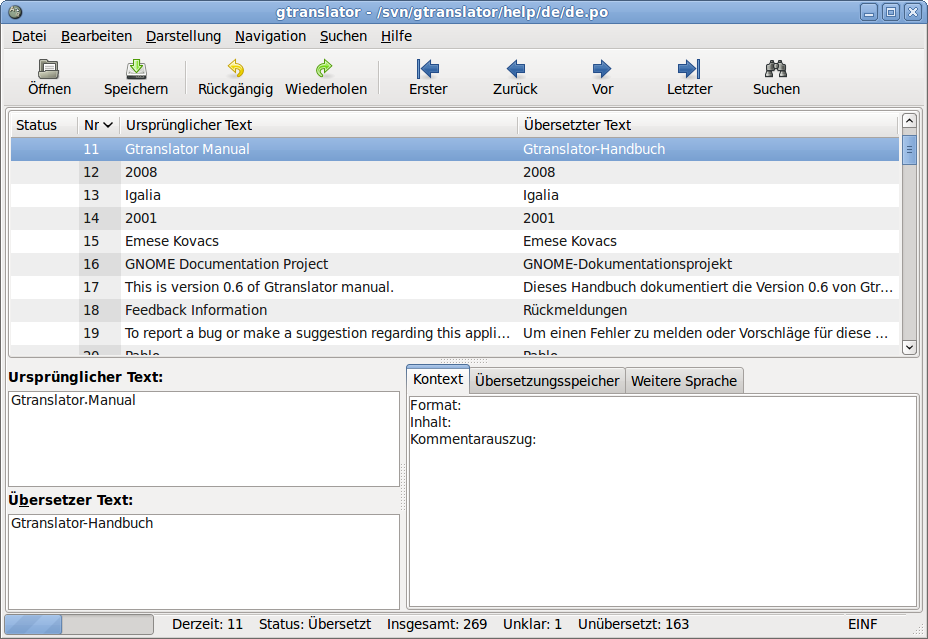 gtranslator - /svn/gtranslator/help/de/de.po
Datei Bearbeiten Darstellung Navigation Suchen Hilfe
Öffnen Speichern Rückgängig Wiederholen Erster Zurück Vor Letzter Suchen
Status Nr Ursprünglicher Text Übersetzter Text
11 Gtranslator Manual Gtranslator-Handbuch
12 2008 2008
13 Igalia Igalia
14 2001 2001
15 Emese Kovacs Emese Kovacs
16 GNOME Documentation Project GNOME-Dokumentationsprojekt
17 This is version 0.6 of Gtranslator manual. Dieses Handbuch dokumentiert die Version 0.6 von Gtr...
18 Feedback Information Rückmeldungen
19 To report a bug or make a suggestion regarding this appli... Um einen Fehler zu melden oder Vorschläge für diese ...
20 Pablo Pablo
Ursprünglicher Text:
Gtranslator·Manual
Übersetzer Text:
Gtranslator-Handbuch
Kontext Übersetzungsspeicher Weitere Sprache
Format:
Inhalt:
Kommentarauszug:
Derzeit: 11 Status: Übersetzt Insgesamt: 269 Unklar: 1 Unübersetzt: 163 EINF